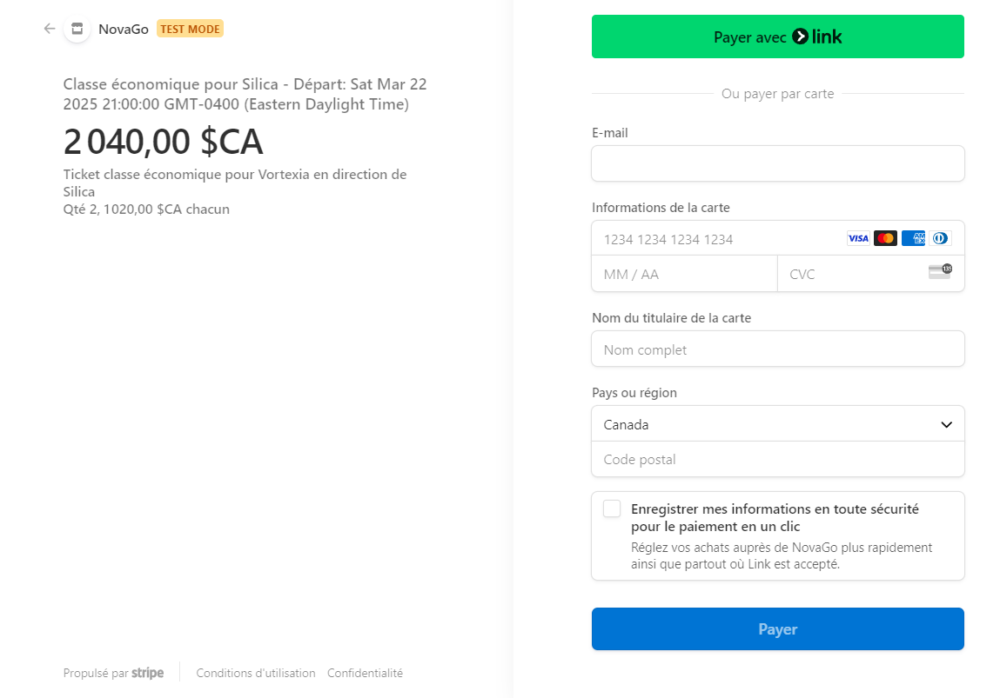 NovaGo TEST MODE
Classe économique pour Silica - Départ: Sat Mar 22
2025 21:00:00 GMT-0400 (Eastern Daylight Time)
2 040,00 $CA
Ticket classe économique pour Vortexia en direction de
Silica
Qté 2, 1 020,00 $CA chacun
Propulsé par stripe
Conditions d'utilisation
Confidentialité
Payer avec link
Ou payer par carte
E-mail
Informations de la carte
1234 1234 1234 1234
VISA
AMEX
MM / AA
CVC
135
Nom du titulaire de la carte
Nom complet
Pays ou région
Canada
Code postal
Enregistrer mes informations en toute sécurité
pour le paiement en un clic
Réglez vos achats auprès de NovaGo plus rapidement
ainsi que partout où Link est accepté.
Payer